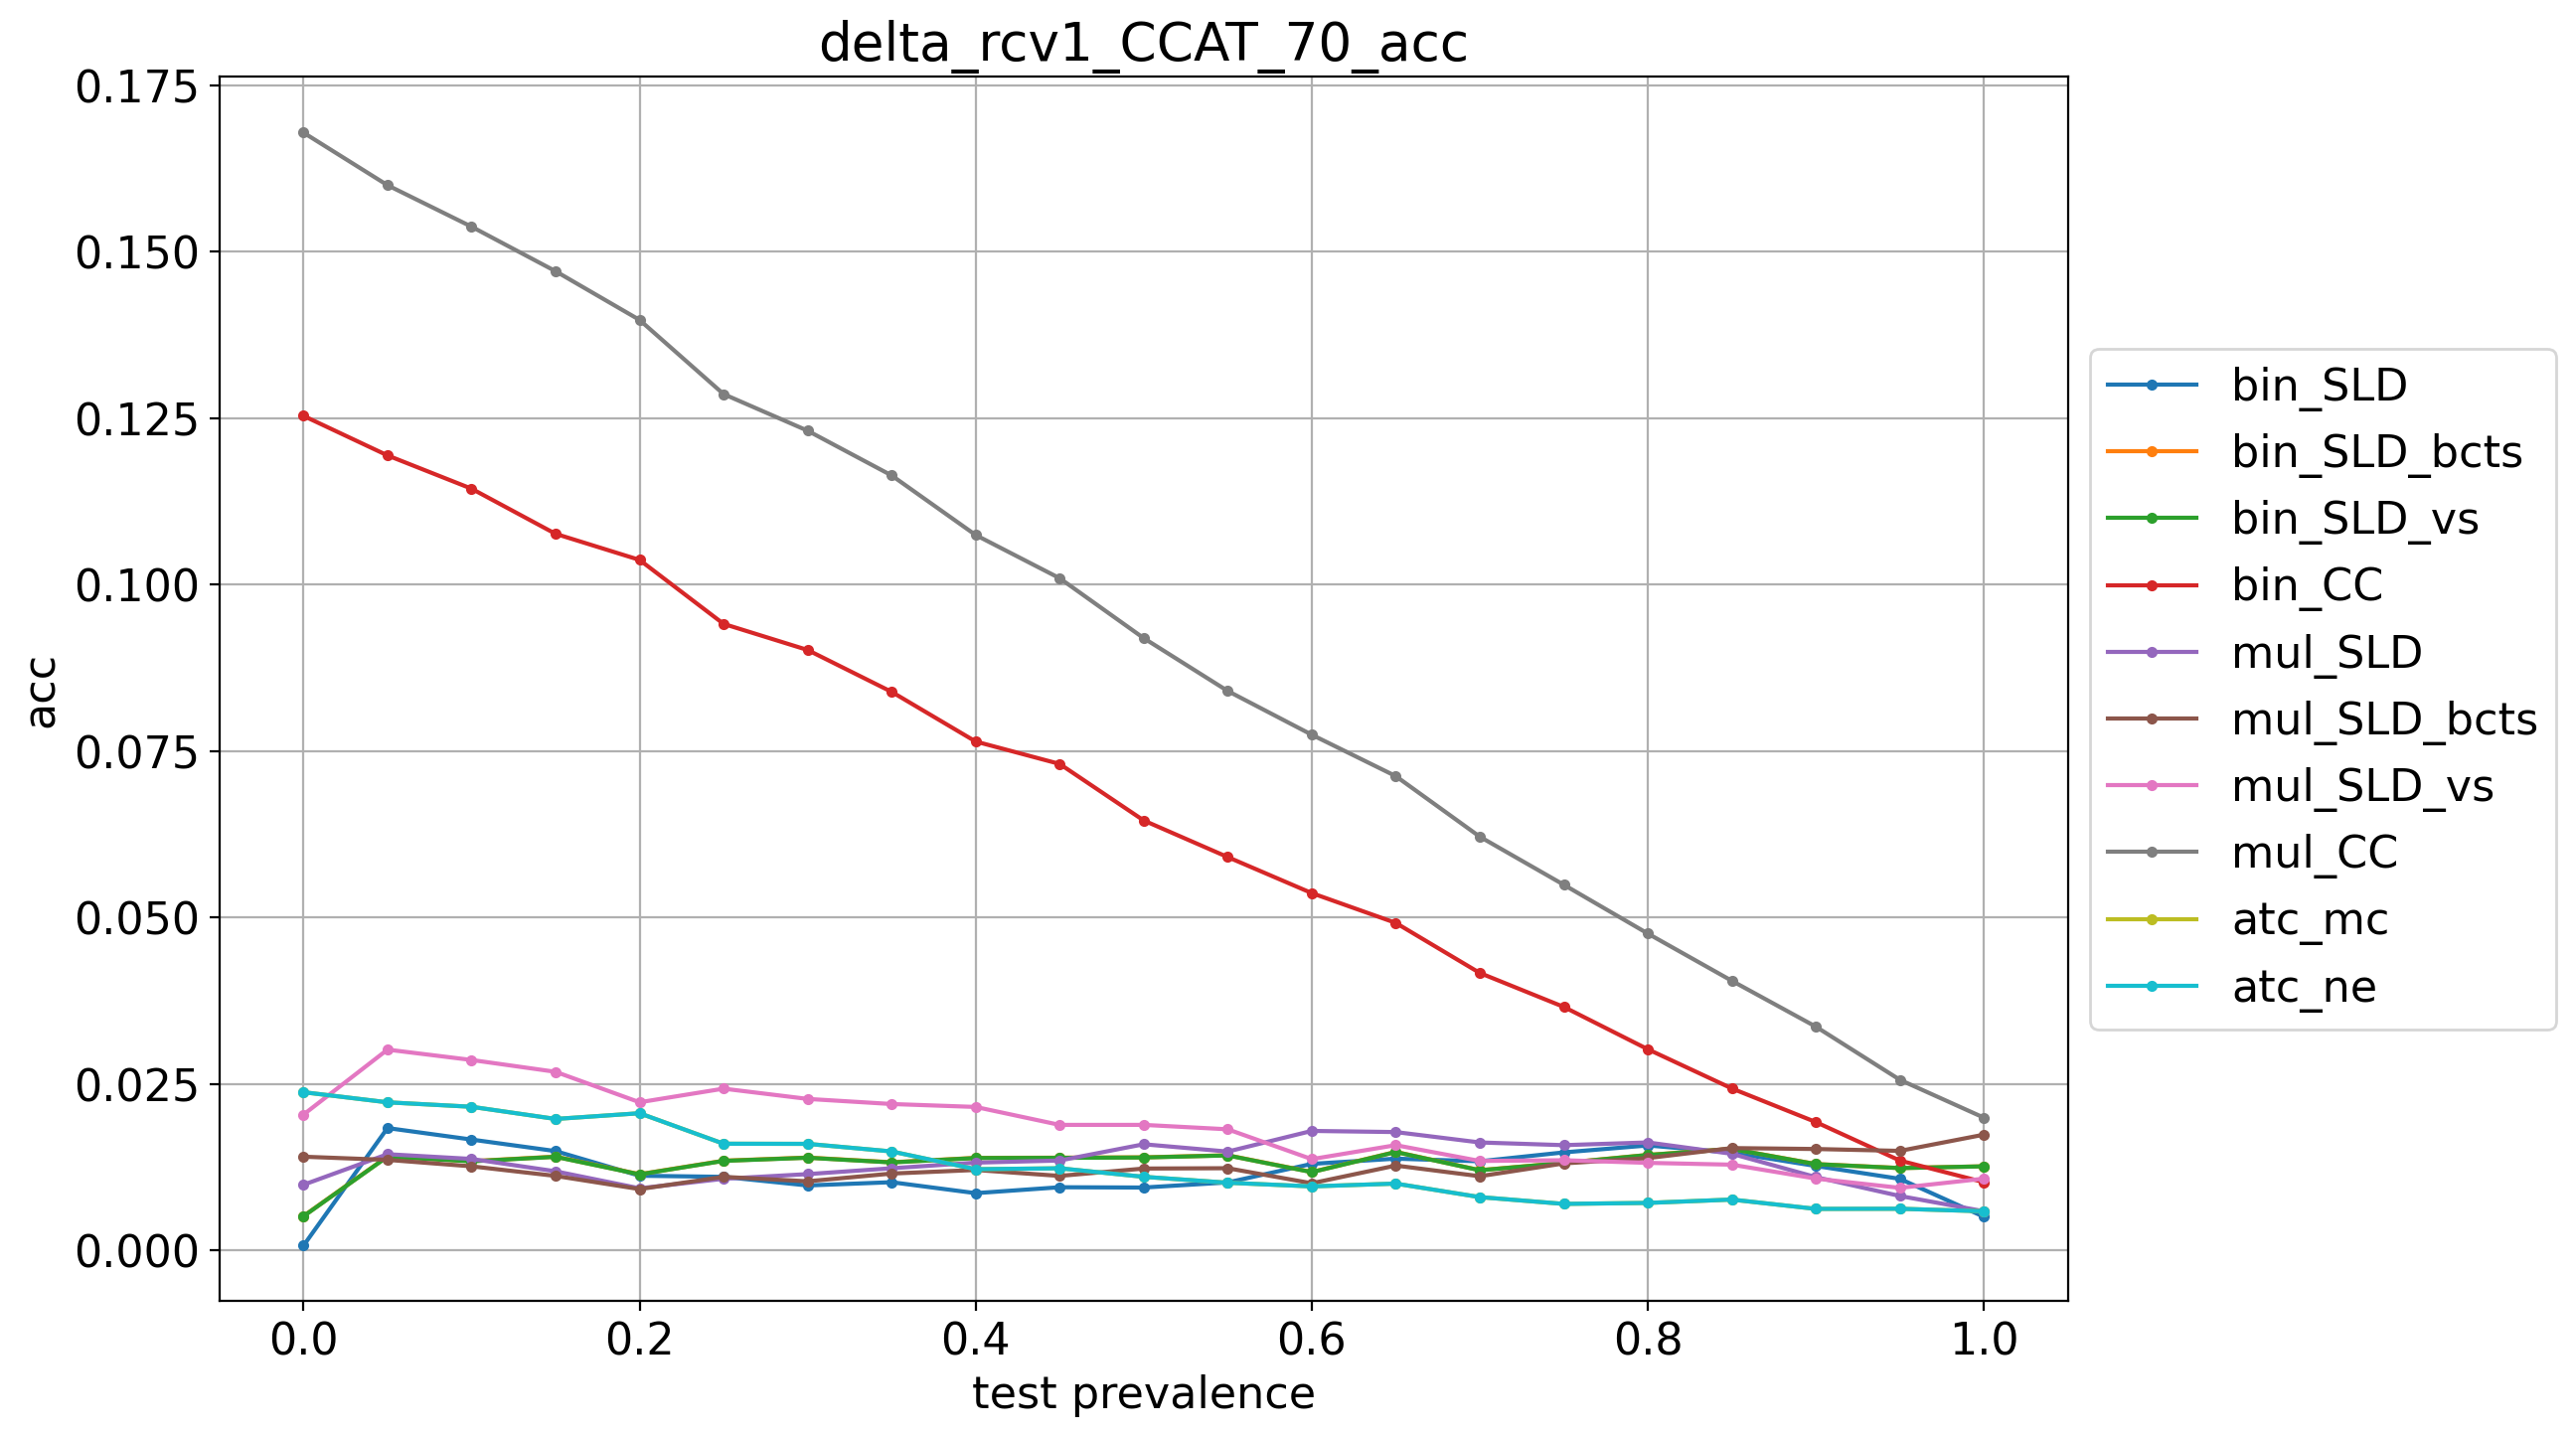 delta_rcv1_CCAT_70_acc
0.175
0.150
0.125
0.100
0.075
0.050
0.025
0.000
acc
0.0 0.2 0.4 0.6 0.8 1.0
test prevalence
bin_SLD
bin_SLD_bcts
bin_SLD_vs
bin_CC
mul_SLD
mul_SLD_bcts
mul_SLD_vs
mul_CC
atc_mc
atc_ne